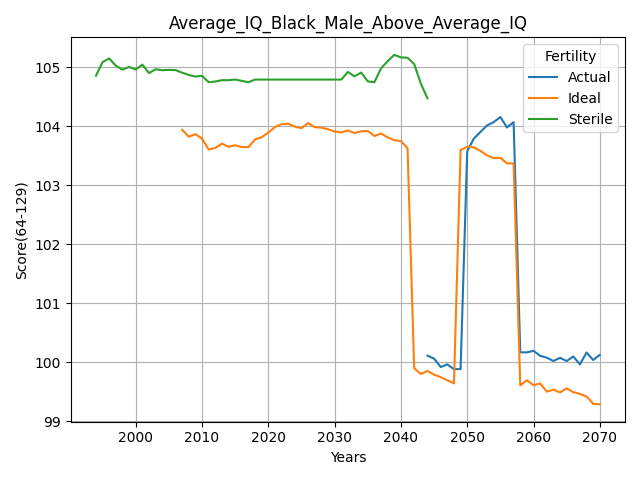 Average_IQ_Black_Male_Above_Average_IQ
Fertility
Actual
Ideal
Sterile
Score(64-129)
105
104
103
102
101
100
99
2000 2010 2020 2030 2040 2050 2060 2070
Years